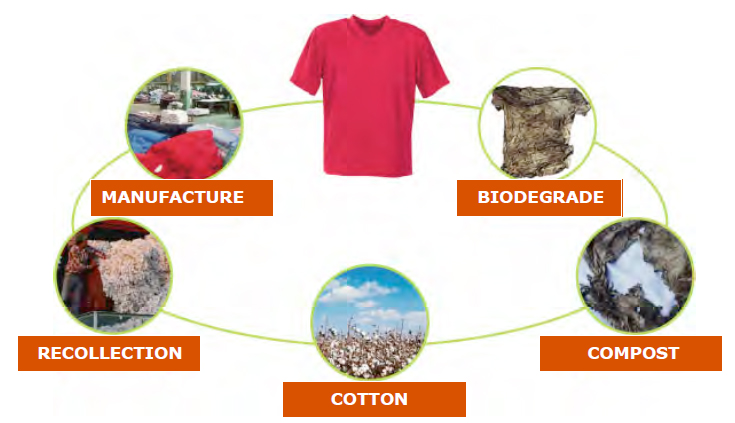 MANUFACTURE
BIODEGRADE
RECOLLECTION
COMPOST
COTTON